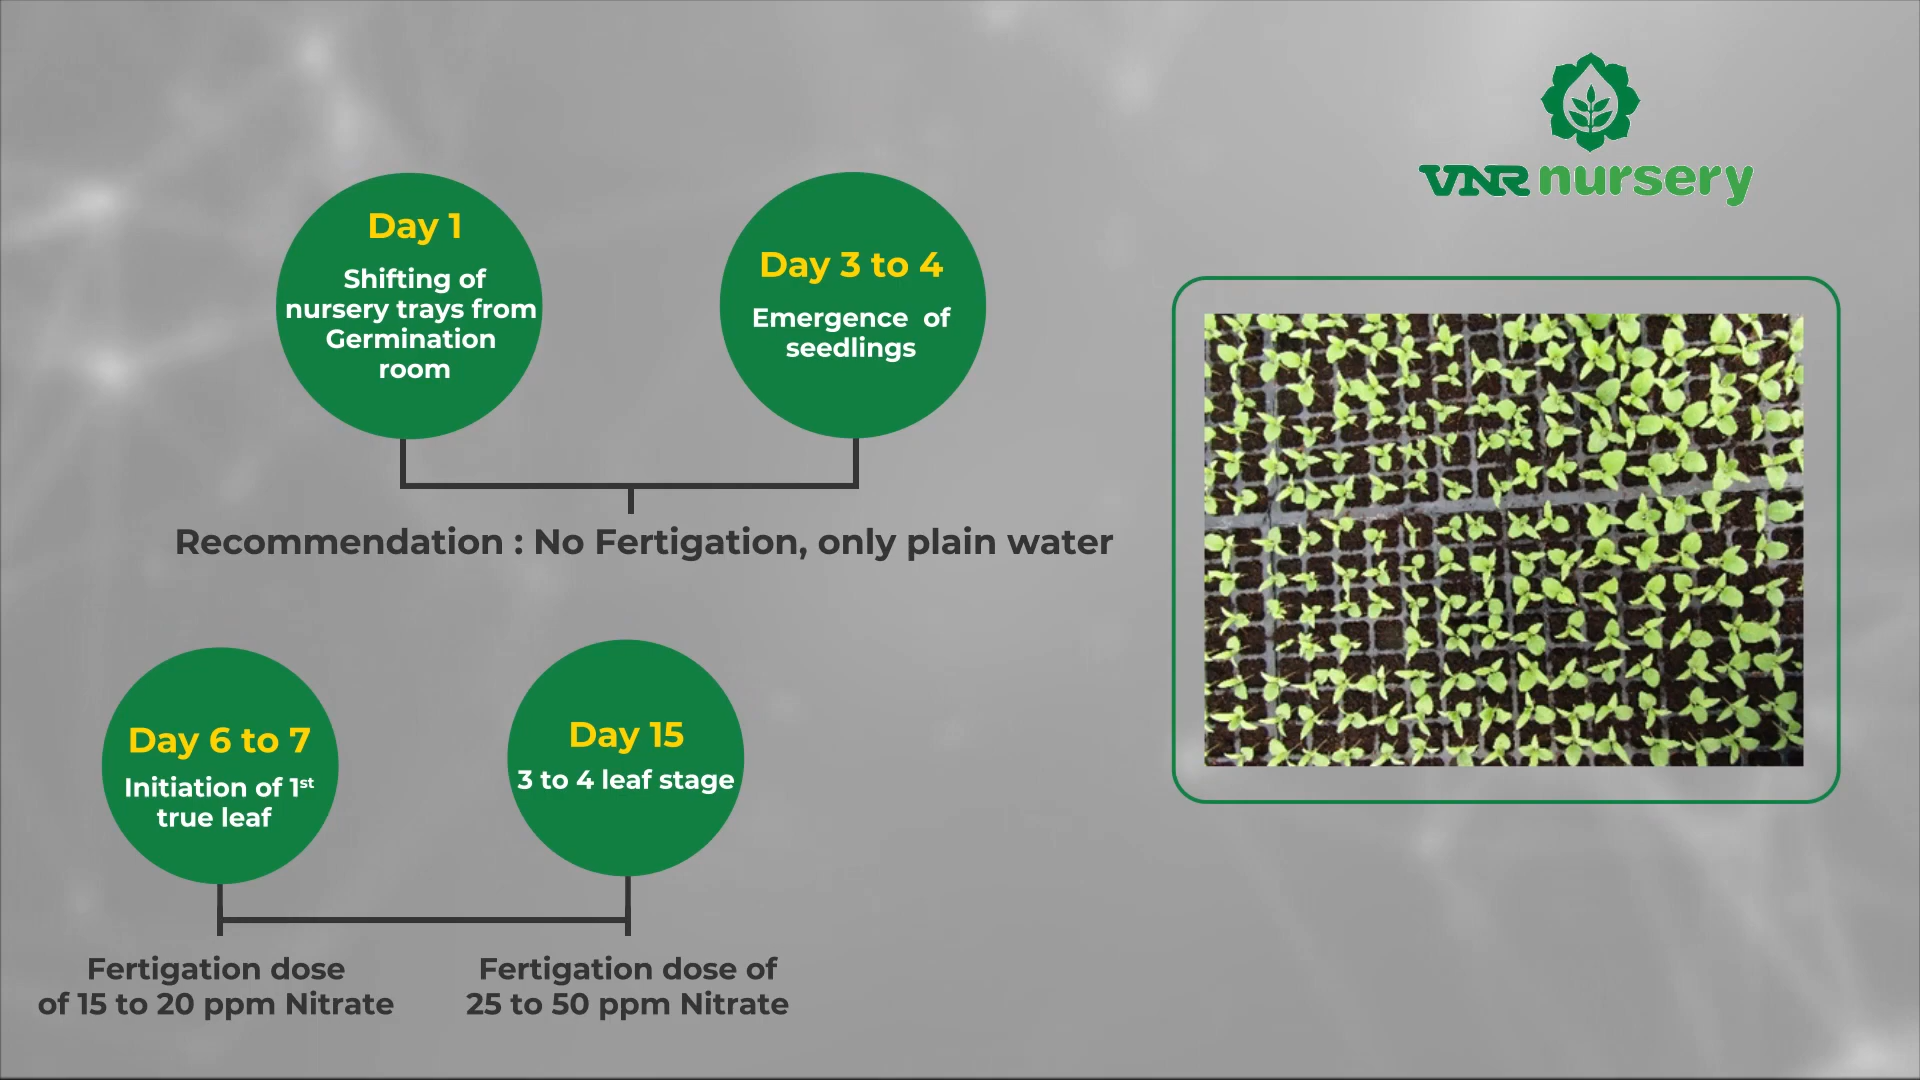 VNR nursery
Day 1
Shifting of
nursery trays from
Germination
room
Day 3 to 4
Emergence of
seedlings
Recommendation : No Fertigation, only plain water
Day 6 to 7
Initiation of 1st
true leaf
Day 15
3 to 4 leaf stage
Fertigation dose
of 15 to 20 ppm Nitrate
Fertigation dose of
25 to 50 ppm Nitrate